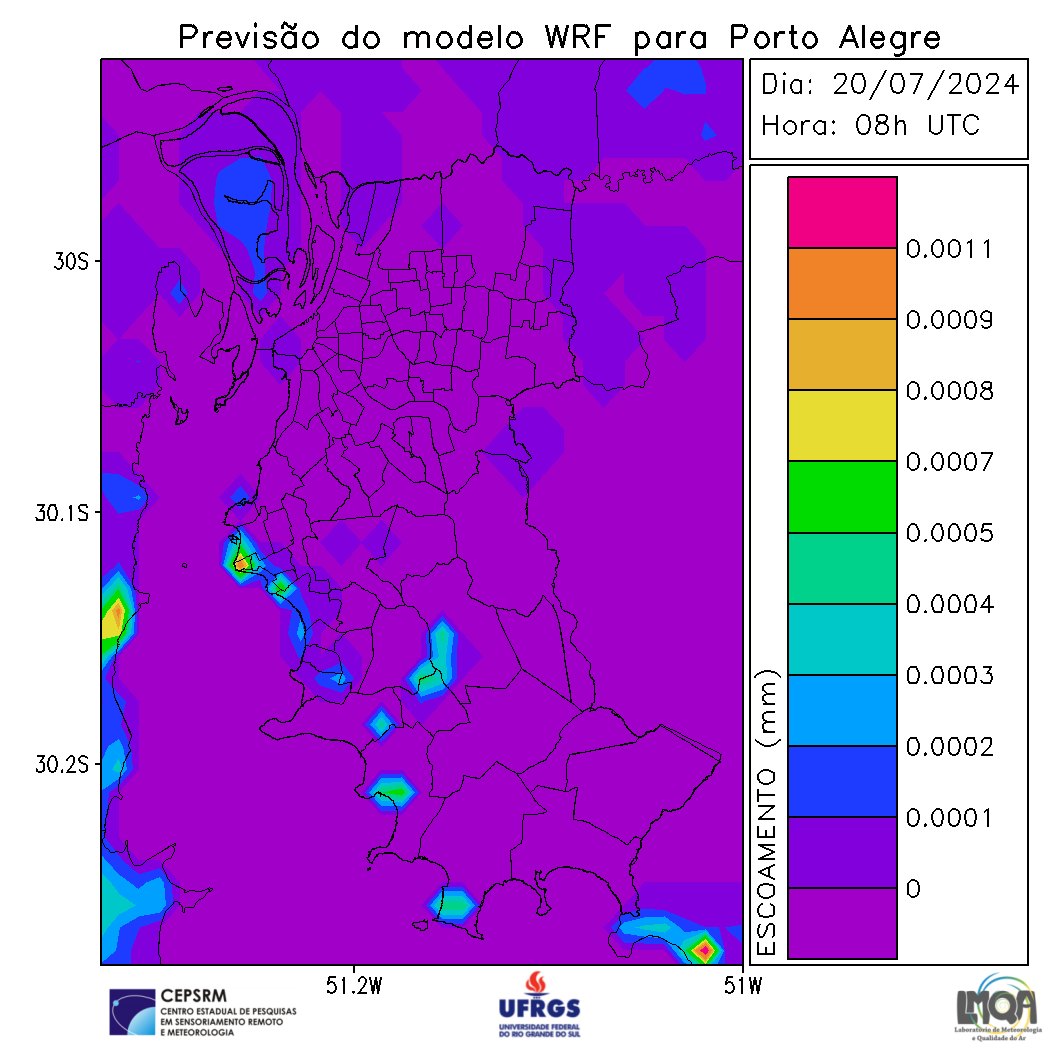 Previsão do modelo WRF para Porto Alegre
Dia: 20/07/2024
Hora: 08h UTC
30S
30.1S
30.2S
51.2W
51W
ESCOAMENTO (mm)
0.0011
0.0009
0.0008
0.0007
0.0005
0.0004
0.0003
0.0002
0.0001
0
CEPSRM
CENTRO ESTADUAL DE PESQUISAS
EM SENSORIAMENTO REMOTO
E METEOROLOGIA
UFRGS
UNIVERSIDADE FEDERAL
DO RIO GRANDE DO SUL
LMQA
Laboratório de Meteorologia
e Qualidade do Ar